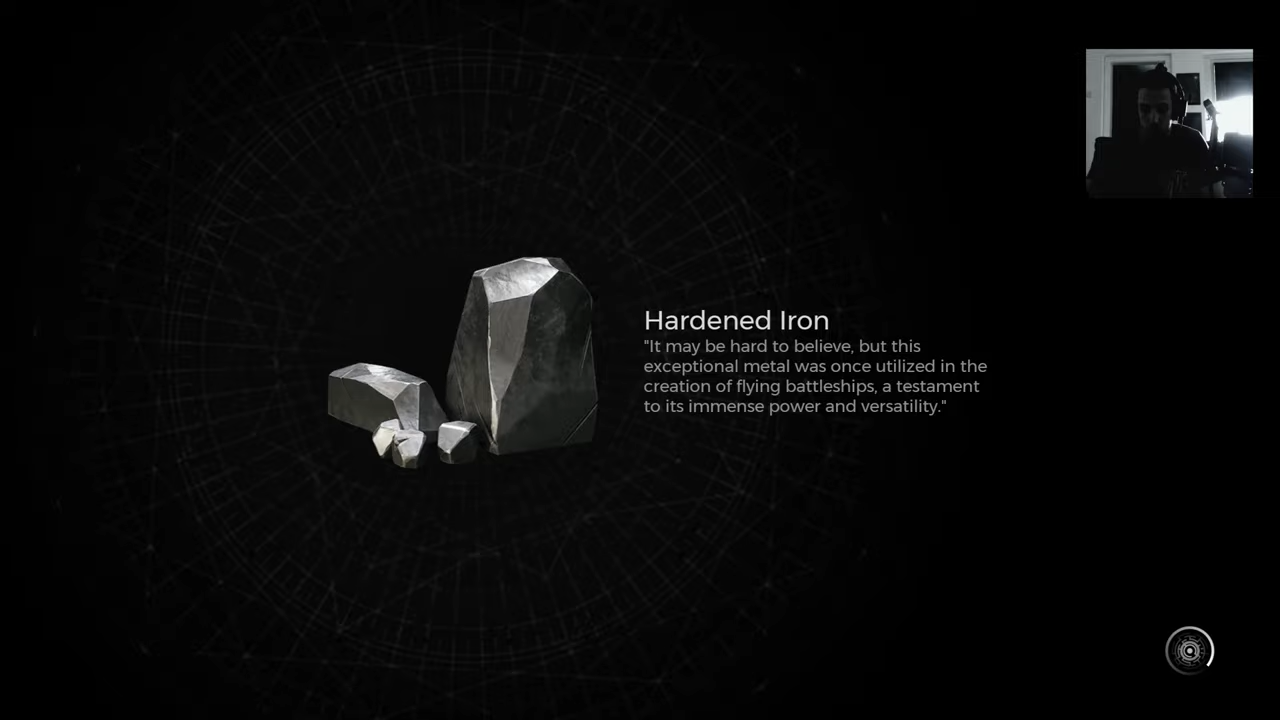 Hardened Iron
"It may be hard to believe, but this
exceptional metal was once utilized in the
creation of flying battleships, a testament
to its immense power and versatility."